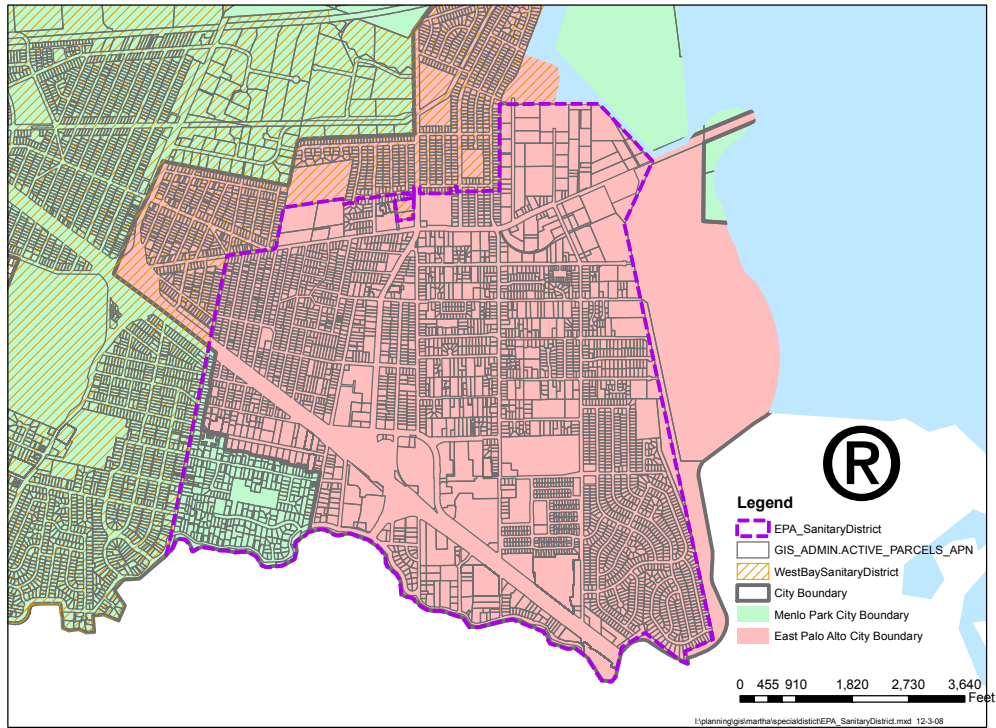 ®
Legend
EPA_SanitaryDistrict
GIS_ADMIN.ACTIVE_PARCELS_APN
WestBaySanitaryDistrict
City Boundary
Menlo Park City Boundary
East Palo Alto City Boundary
0 455 910 1,820 2,730 3,640
Feet
I:\planning\gis\martha\specialdistict\EPA_SanitaryDistrict.mxd 12-3-08